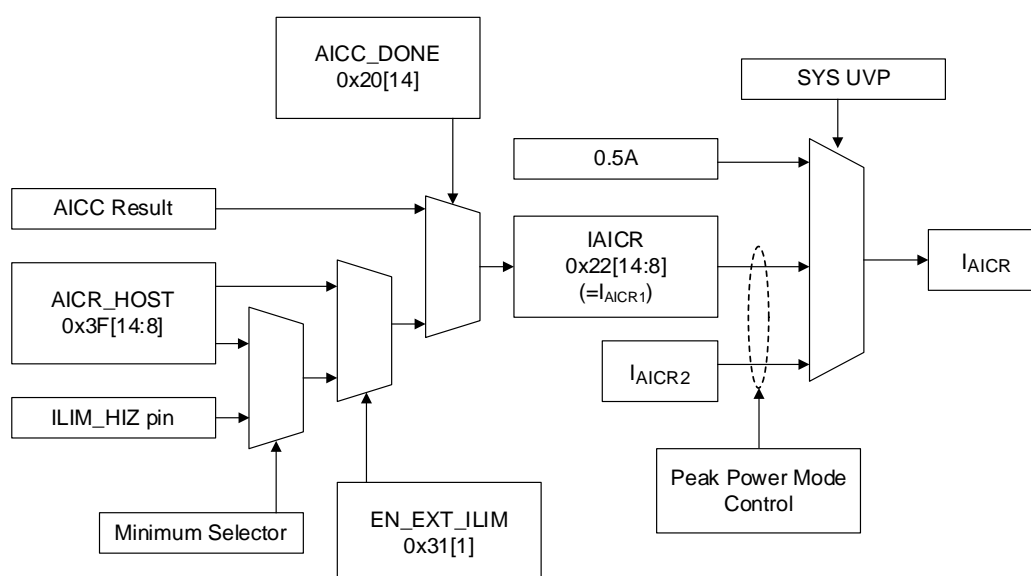 AICC_DONE
0x20[14]
SYS UVP
0.5A
AICC Result
IAICR
0x22[14:8]
(=IAICR1)
IAICR
AICR_HOST
0x3F[14:8]
IAICR2
ILIM_HIZ pin
Peak Power Mode
Control
Minimum Selector
EN_EXT_ILIM
0x31[1]